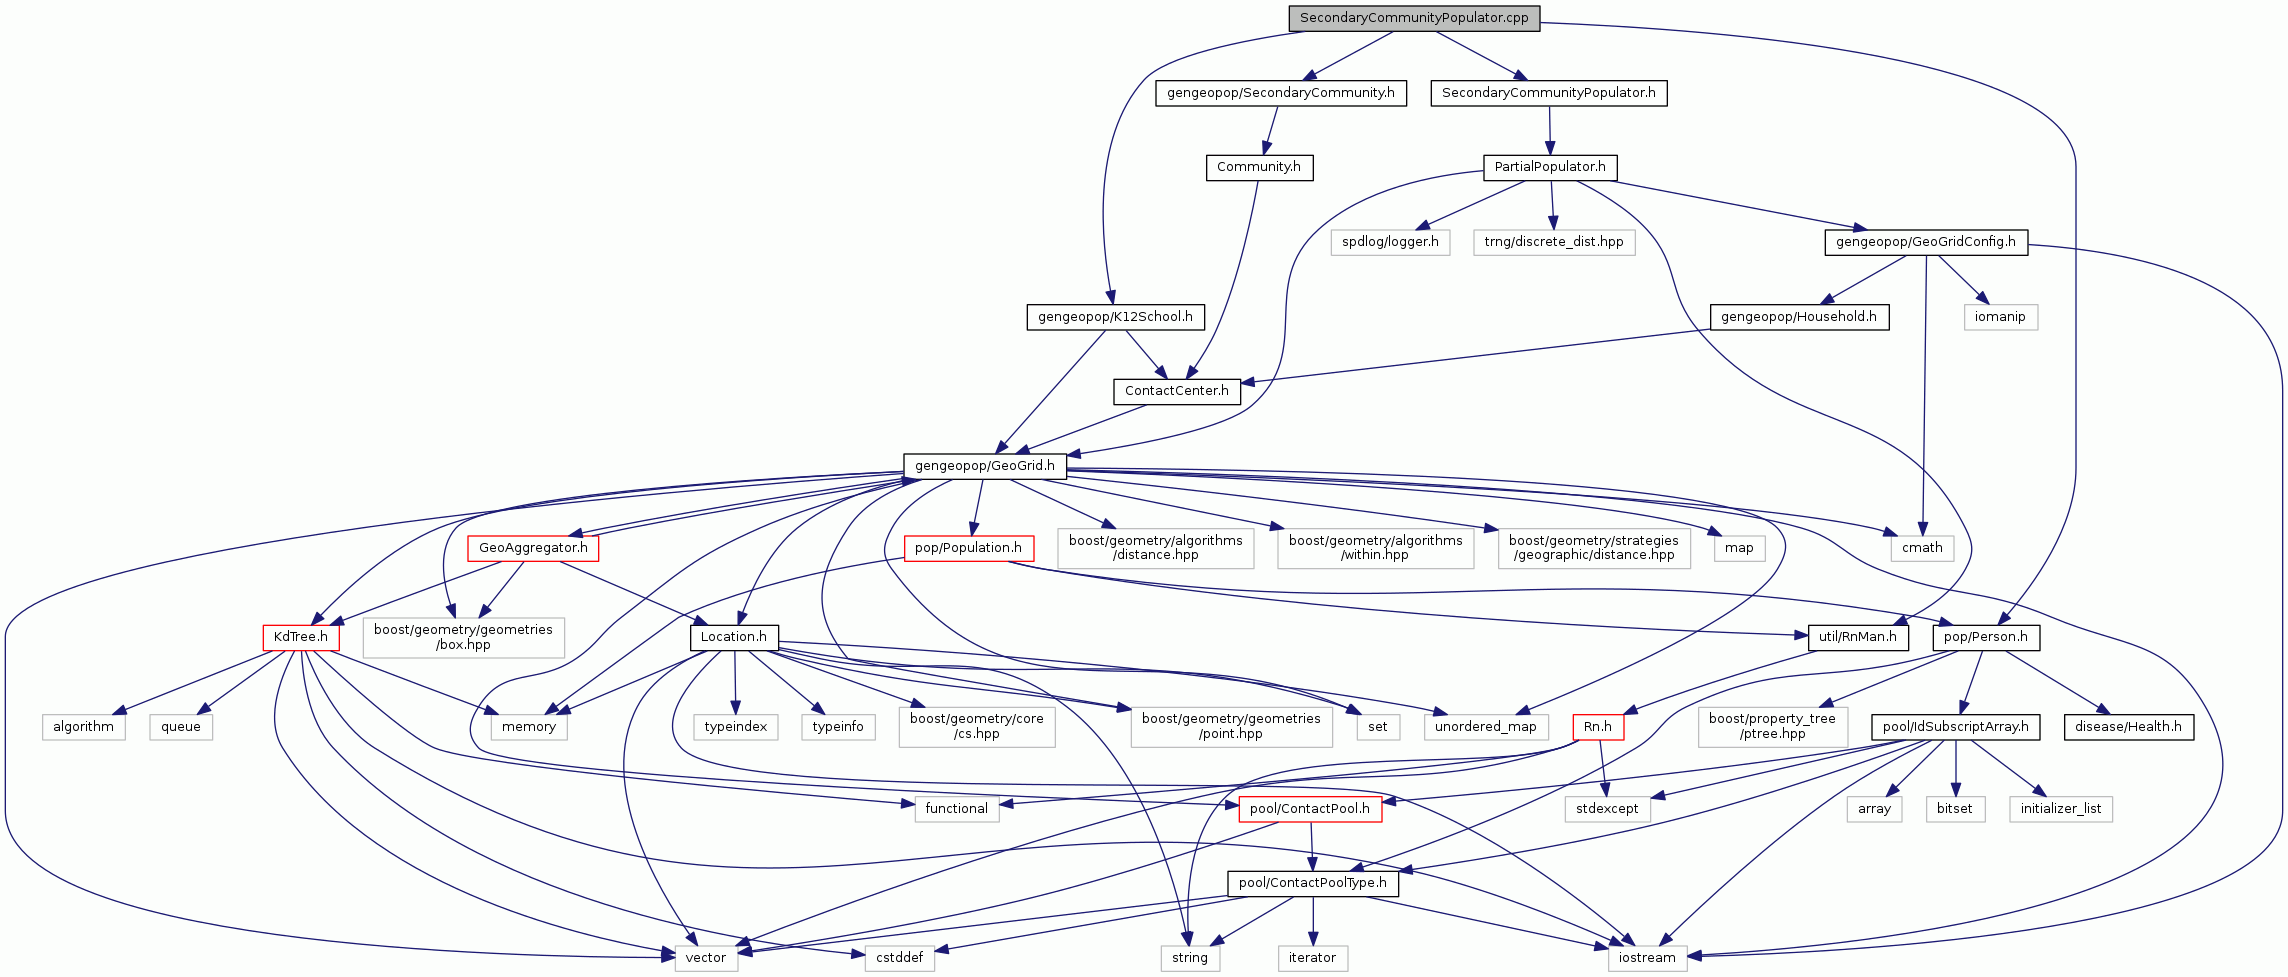 SecondaryCommunityPopulator.cpp
gengeopop/SecondaryCommunity.h
SecondaryCommunityPopulator.h
Community.h
PartialPopulator.h
spdlog/logger.h
trng/discrete_dist.hpp
gengeopop/GeoGridConfig.h
gengeopop/K12School.h
gengeopop/Household.h
iomanip
ContactCenter.h
gengeopop/GeoGrid.h
GeoAggregator.h
pop/Population.h
boost/geometry/algorithms
/distance.hpp
boost/geometry/algorithms
/within.hpp
boost/geometry/strategies
/geographic/distance.hpp
map
cmath
KdTree.h
boost/geometry/geometries
/box.hpp
Location.h
util/RnMan.h
pop/Person.h
algorithm
queue
memory
typeindex
typeinfo
boost/geometry/core
/cs.hpp
boost/geometry/geometries
/point.hpp
set
unordered_map
Rn.h
boost/property_tree
/ptree.hpp
pool/IdSubscriptArray.h
disease/Health.h
functional
pool/ContactPool.h
stdexcept
array
bitset
initializer_list
pool/ContactPoolType.h
vector
cstddef
string
iterator
iostream